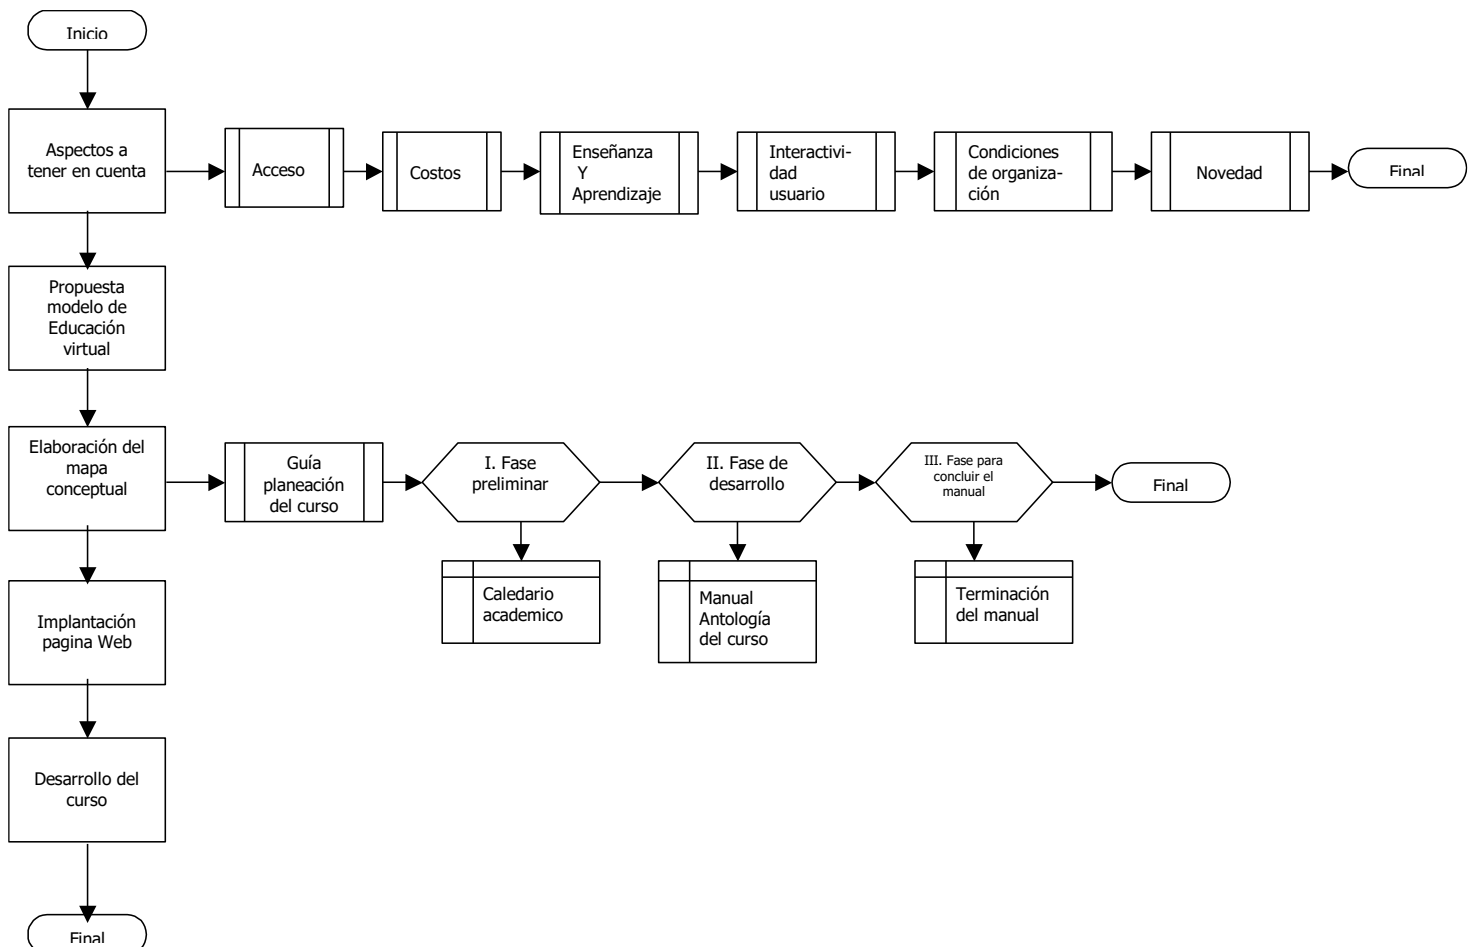 Inicio
Aspectos a
tener en cuenta
Acceso
Costos
Enseñanza
Y
Aprendizaje
Interactivi-
dad
usuario
Condiciones
de organiza-
ción
Novedad
Final
Propuesta
modelo de
Educación
virtual
Elaboración del
mapa
conceptual
Guía
planeación
del curso
I. Fase
preliminar
II. Fase de
desarrollo
III. Fase para
concluir el
manual
Final
Caledario
academico
Manual
Antología
del curso
Terminación
del manual
Implantación
pagina Web
Desarrollo del
curso
Final